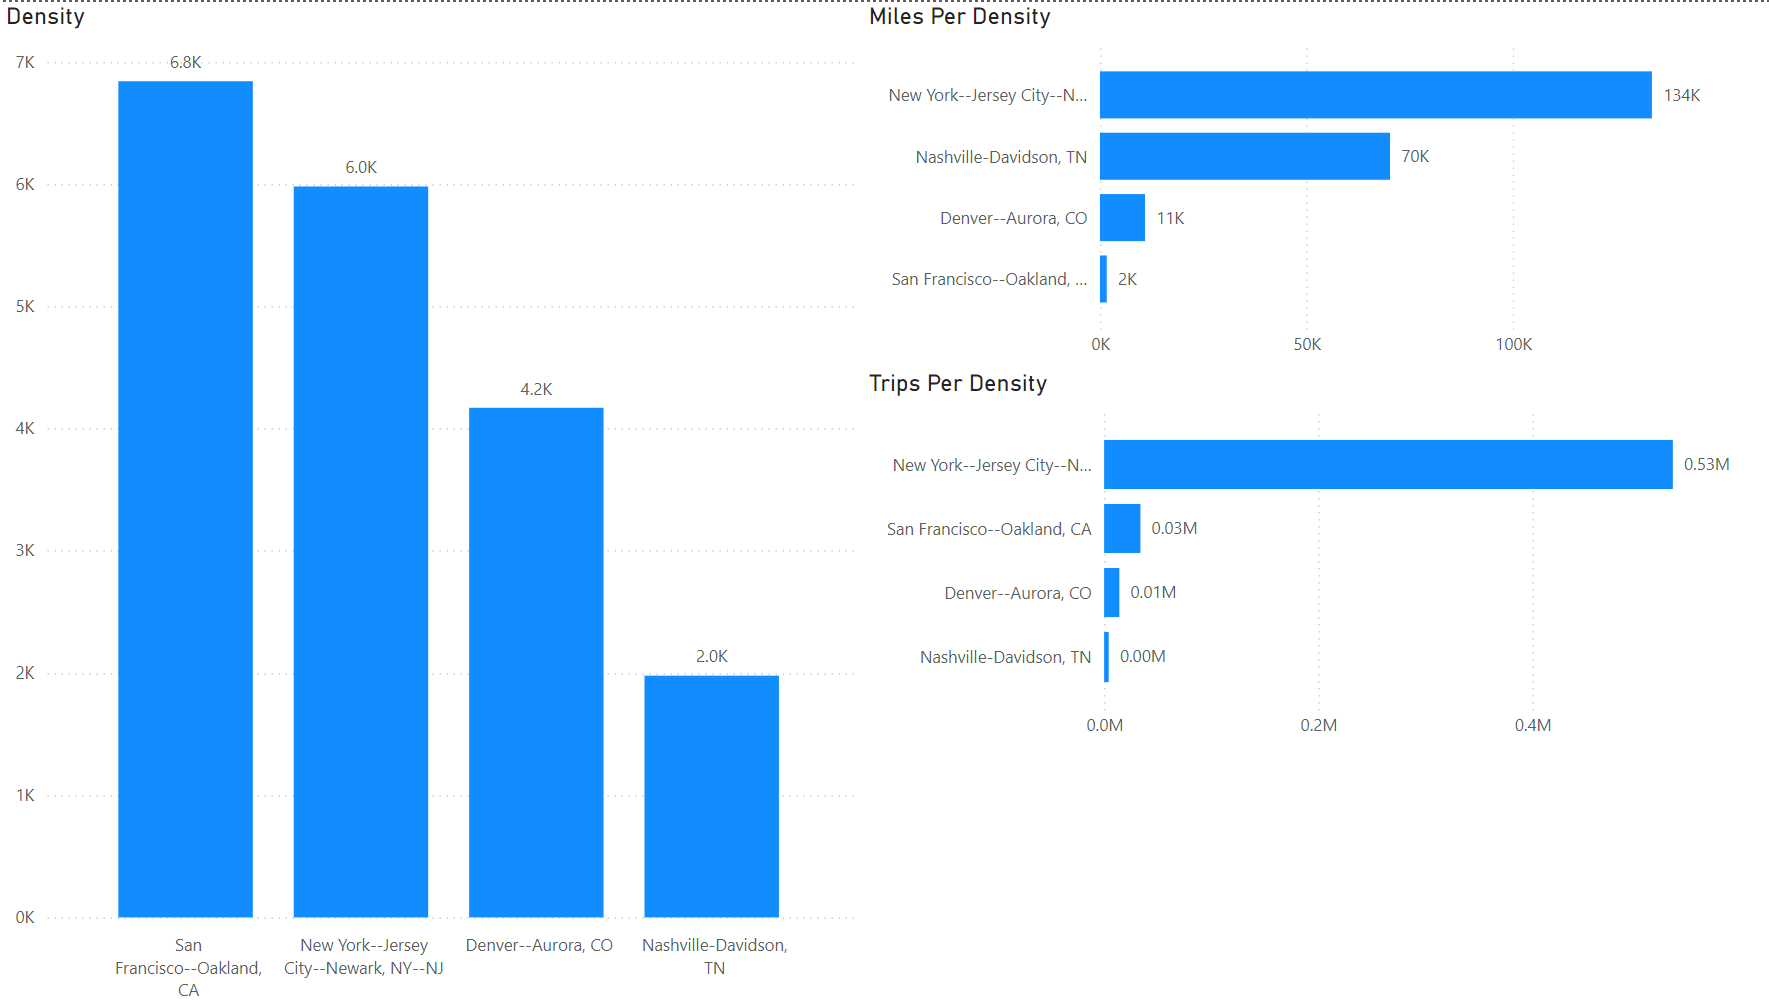 Density
7K
6K
5K
4K
3K
2K
1K
0K
6.8K
6.0K
4.2K
2.0K
San
Francisco--Oakland,
CA
New York--Jersey
City--Newark, NY--NJ
Denver--Aurora, CO
Nashville-Davidson,
TN
Miles Per Density
New York--Jersey City--N... 134K
Nashville-Davidson, TN 70K
Denver--Aurora, CO 11K
San Francisco--Oakland, ... 2K
0K 50K 100K
Trips Per Density
New York--Jersey City--N... 0.53M
San Francisco--Oakland, CA 0.03M
Denver--Aurora, CO 0.01M
Nashville-Davidson, TN 0.00M
0.0M 0.2M 0.4M